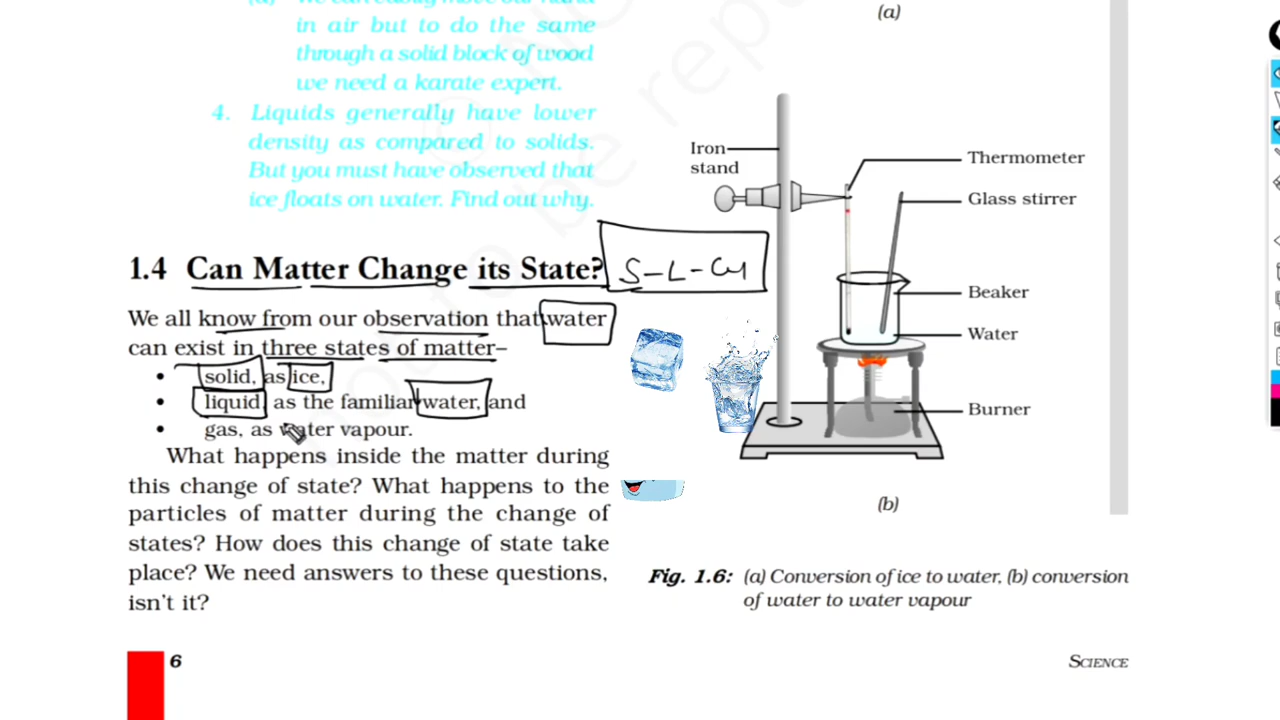 in air but to do the same
through a solid block of wood
we need a karate expert.
4. Liquids generally have lower
density as compared to solids.
But you must have observed that
ice floats on water. Find out why.
1.4 Can Matter Change its State?
S-L-G
We all know from our observation that water
can exist in three states of matter–
• solid, as ice,
• liquid, as the familiar water, and
• gas, as water vapour.
What happens inside the matter during
this change of state? What happens to the
particles of matter during the change of
states? How does this change of state take
place? We need answers to these questions,
isn't it?
6
(a)
Iron
stand
Thermometer
Glass stirrer
Beaker
Water
Burner
(b)
Fig. 1.6: (a) Conversion of ice to water, (b) conversion
of water to water vapour
SCIENCE